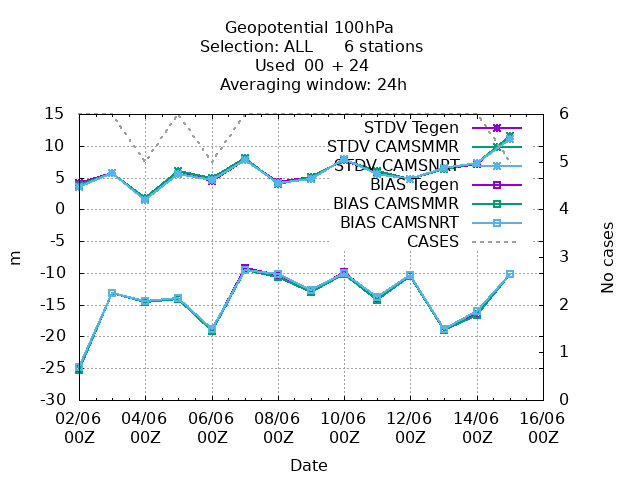 Geopotential 100hPa
Selection: ALL 6 stations
Used 00 + 24
Averaging window: 24h
STDV Tegen
STDV CAMSMMR
STDV CAMSNRT
BIAS Tegen
BIAS CAMSMMR
BIAS CAMSNRT
CASES
15
10
5
0
-5
-10
-15
-20
-25
-30
m
6
5
4
3
2
1
0
No cases
02/06 04/06 06/06 08/06 10/06 12/06 14/06 16/06
00Z 00Z 00Z 00Z 00Z 00Z 00Z 00Z
Date